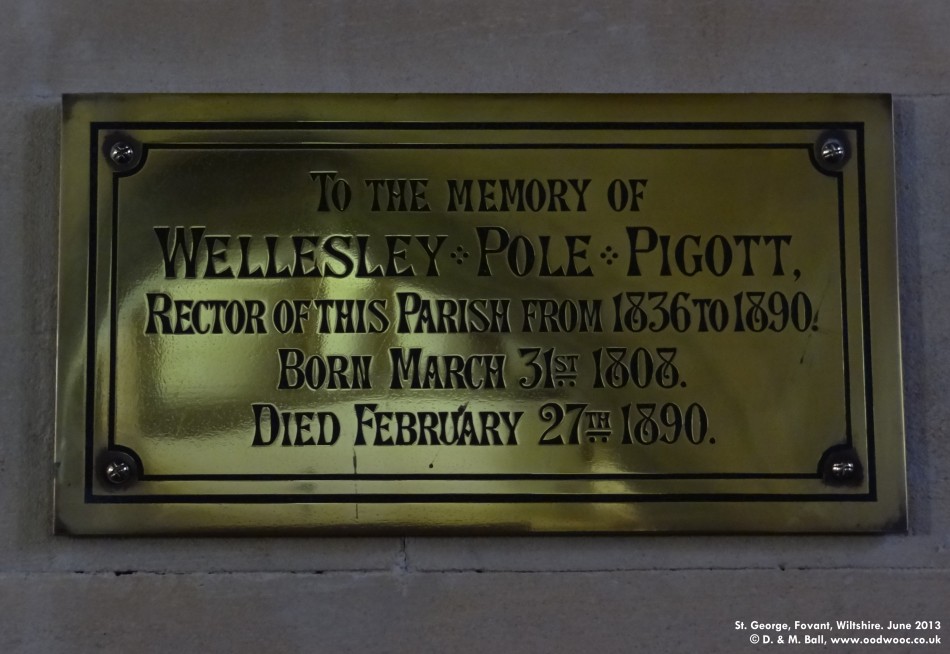 To the memory of
Wellesley Pole Pigott,
Rector of this Parish from 1836 to 1890.
Born March 31st 1808.
Died February 27th 1890.
St. George, Fovant, Wiltshire. June 2013
© D. & M. Ball, www.oodwooc.co.uk